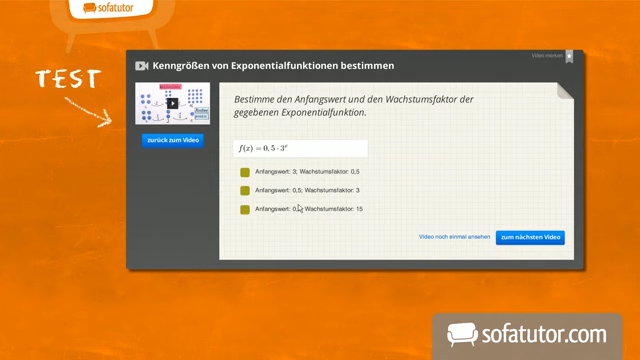 sofatutor
TEST
Kenngrößen von Exponentialfunktionen bestimmen
Video merken
Bestimme den Anfangswert und den Wachstumsfaktor der
gegebenen Exponentialfunktion.
zurück zum Video
f(x) = 0,5 · 3ˣ
Anfangswert: 3; Wachstumsfaktor: 0,5
Anfangswert: 0,5; Wachstumsfaktor: 3
Anfangswert: Wachstumsfaktor: 15
Video noch einmal ansehen
zum nächsten Video
sofatutor.com